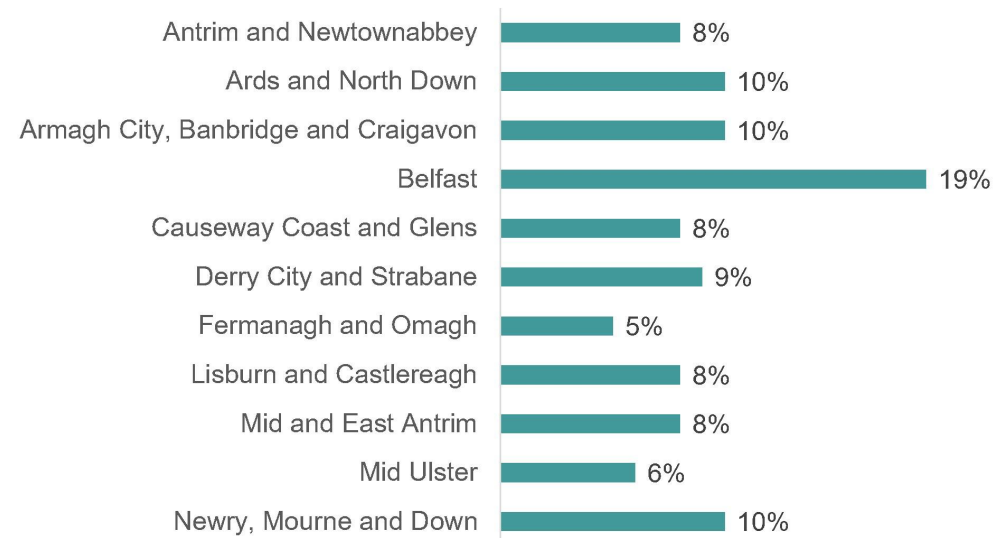 Antrim and Newtownabbey 8%
Ards and North Down 10%
Armagh City, Banbridge and Craigavon 10%
Belfast 19%
Causeway Coast and Glens 8%
Derry City and Strabane 9%
Fermanagh and Omagh 5%
Lisburn and Castlereagh 8%
Mid and East Antrim 8%
Mid Ulster 6%
Newry, Mourne and Down 10%